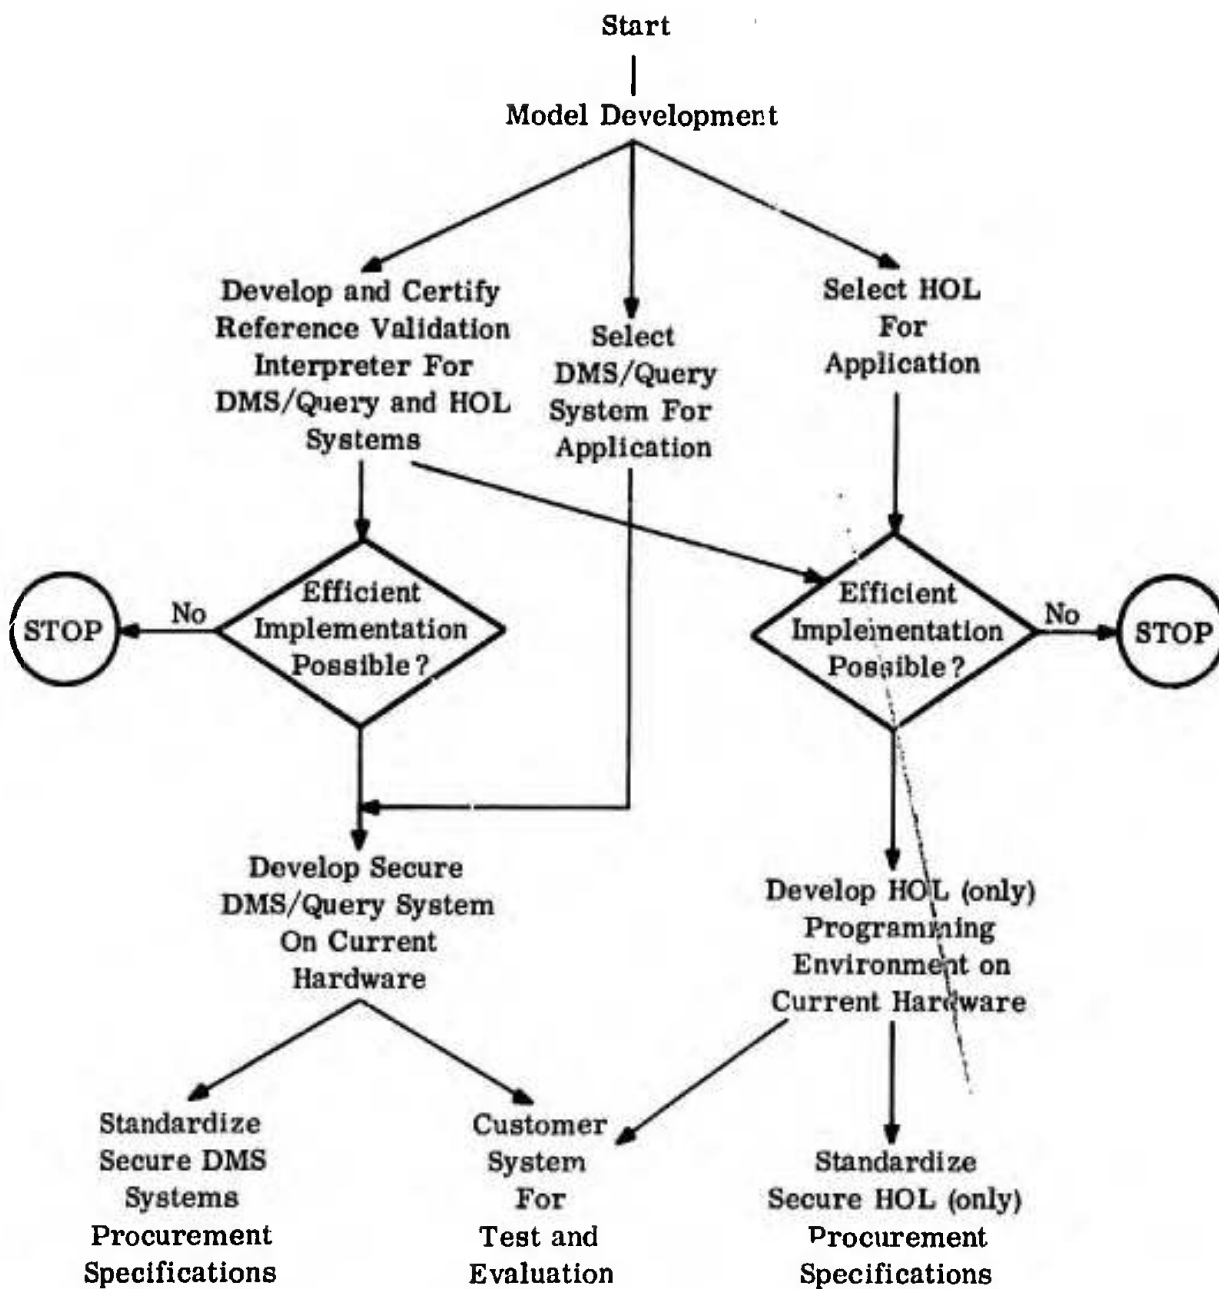 Start
Model Development
Develop and Certify
Reference Validation
Interpreter For
DMS/Query and HOL
Systems
Select
DMS/Query
System For
Application
Select HOL
For
Application
STOP
No
Efficient
Implementation
Possible?
Efficient
Implementation
Possible?
No
STOP
Develop Secure
DMS/Query System
On Current
Hardware
Develop HOL (only)
Programming
Environment on
Current Hardware
Standardize
Secure DMS
Systems
Procurement
Specifications
Customer
System
For
Test and
Evaluation
Standardize
Secure HOL (only)
Procurement
Specifications